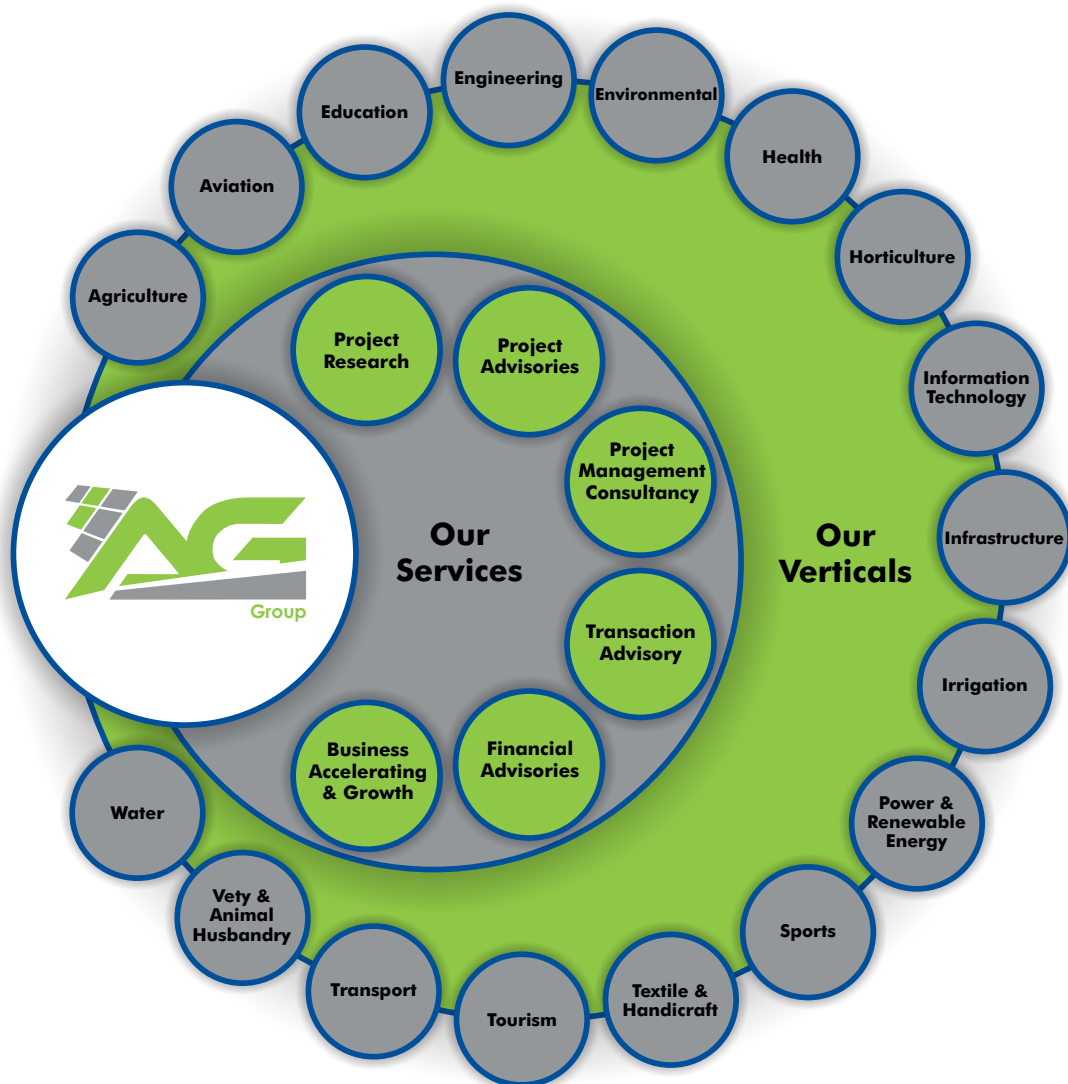 Engineering
Environmental
Education
Health
Aviation
Horticulture
Agriculture
Project
Research
Project
Advisories
Information
Technology
Project
Management
Consultancy
AG
Group
Our
Services
Our
Verticals
Infrastructure
Transaction
Advisory
Irrigation
Business
Accelerating
& Growth
Financial
Advisories
Water
Power &
Renewable
Energy
Vety &
Animal
Husbandry
Sports
Transport
Tourism
Textile &
Handicraft